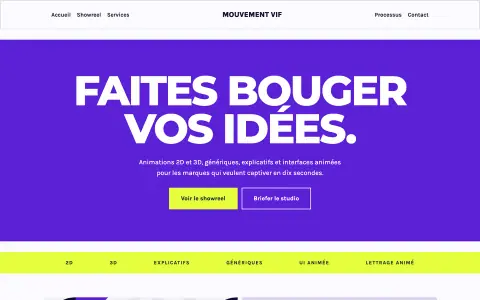 Accueil Showreel Services MOUVEMENT VIF Processus Contact
FAITES BOUGER
VOS IDÉES.
Animations 2D et 3D, génériques, explicatifs et interfaces animées
pour les marques qui veulent captiver en dix secondes.
Voir le showreel Briefer le studio
2D 3D EXPLICATIFS GÉNÉRIQUES UI ANIMÉE LETTRAGE ANIMÉ